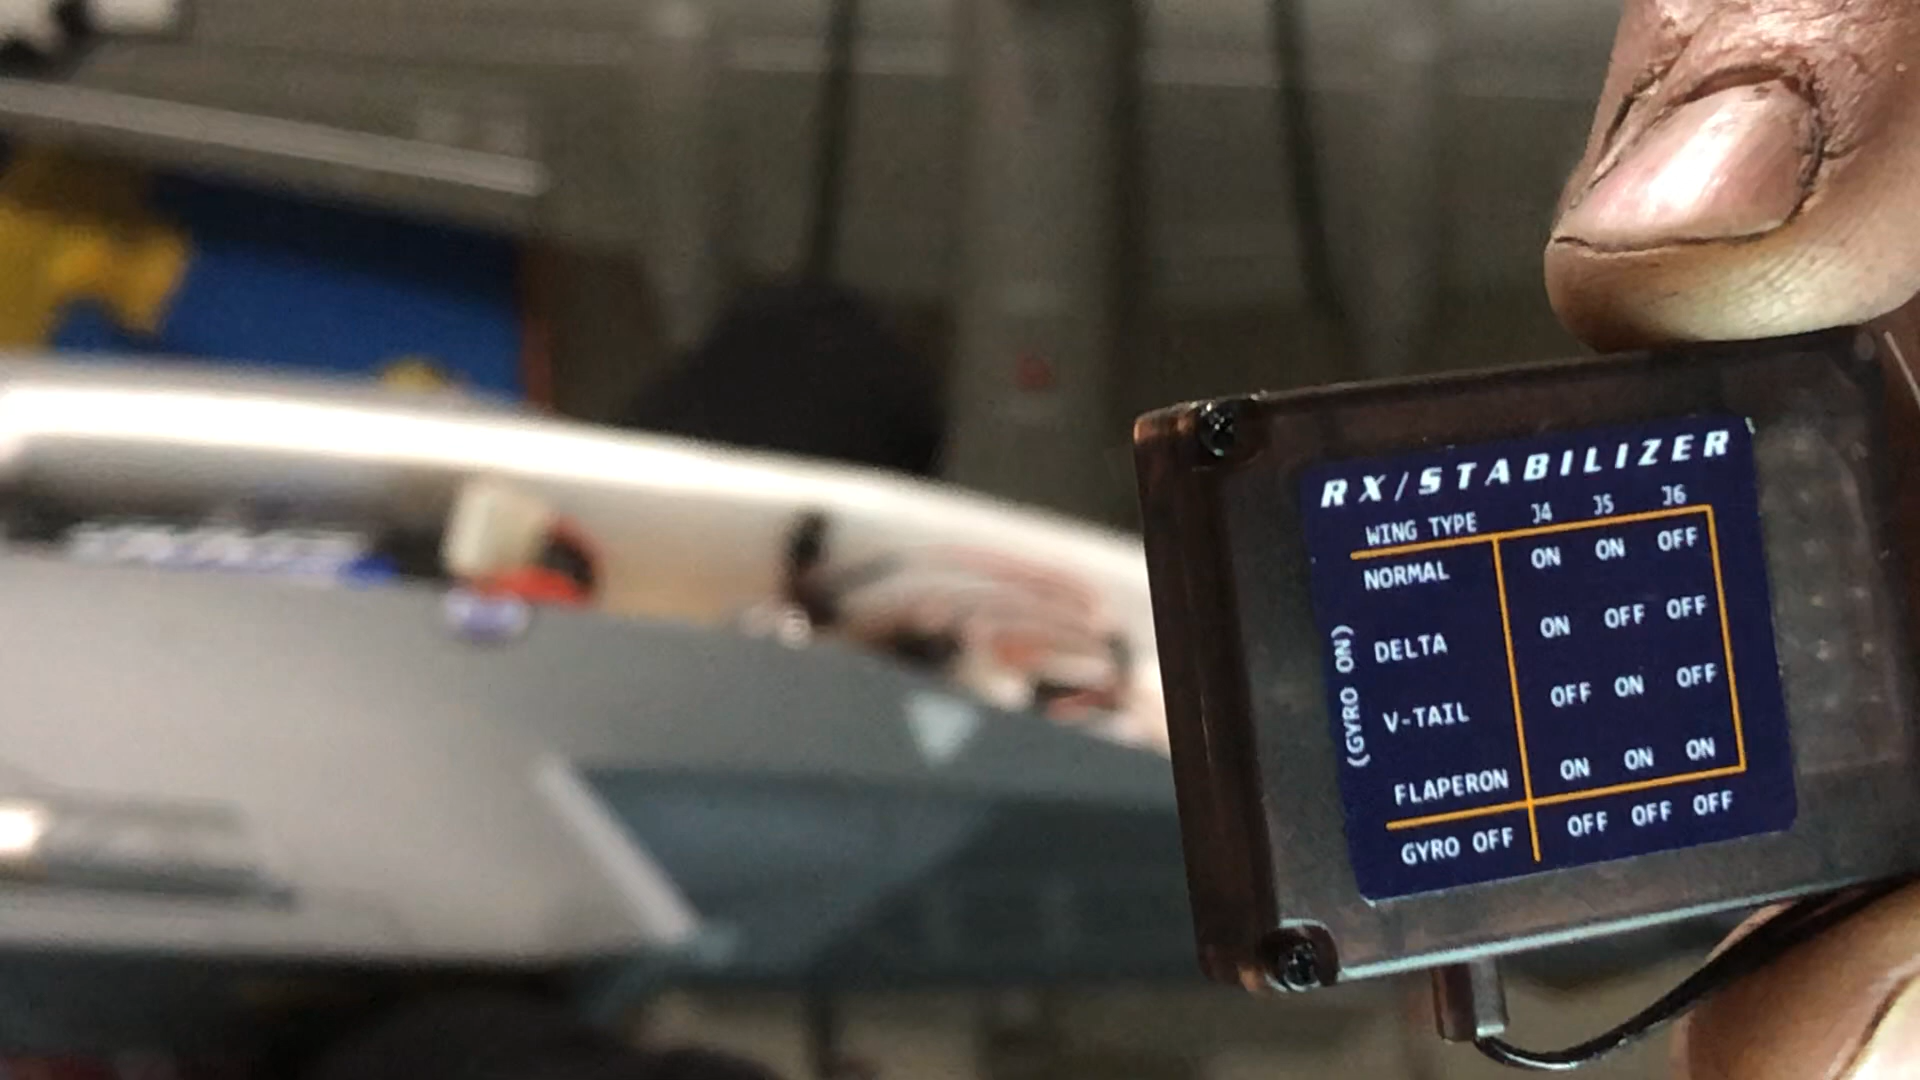 RX/STABILIZER
WING TYPE J4 J5 J6
NORMAL ON ON OFF
DELTA ON OFF OFF
V-TAIL OFF ON OFF
FLAPERON ON ON ON
(GYRO ON)
GYRO OFF OFF OFF OFF